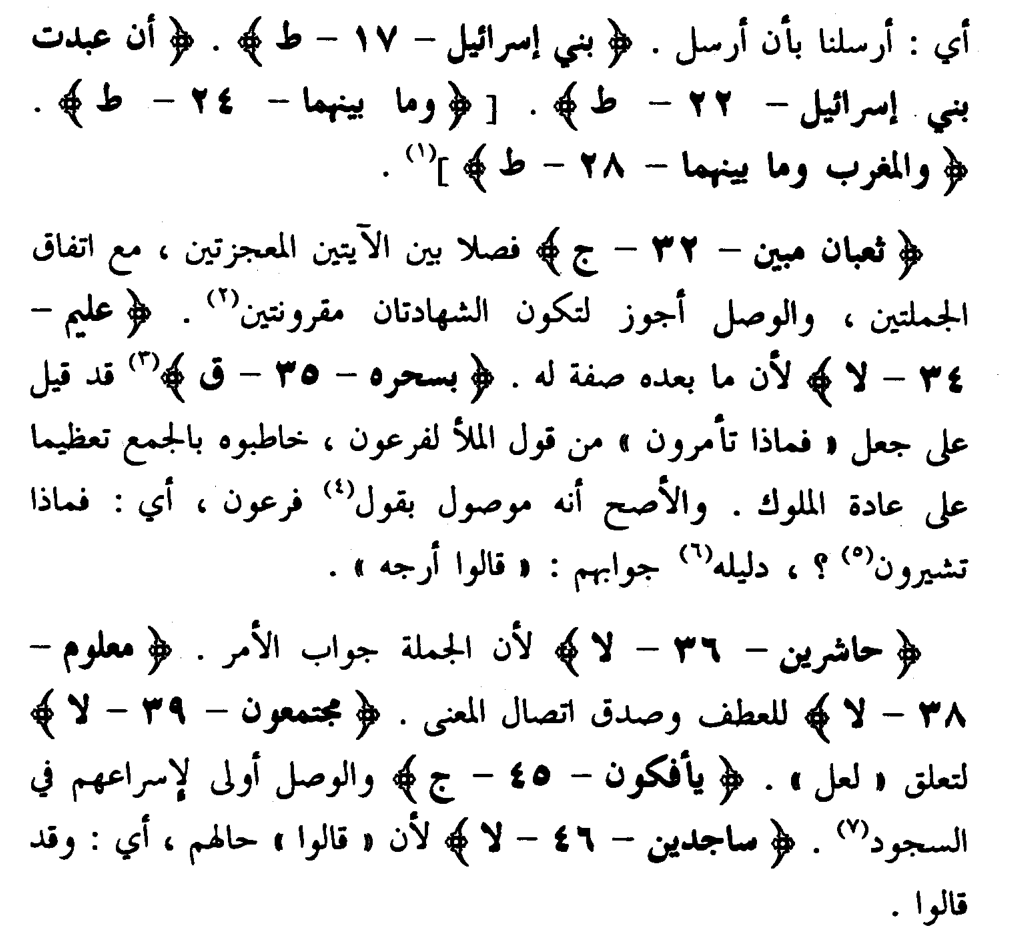 أي : أرسلنا بأن أرسل . ﴿ بني إسرائيل – ١٧ – ط ﴾ . ﴿ أن عبدت
بني إسرائيل – ٢٢ – ط ﴾ . [ ﴿ وما بينهما – ٢٤ – ط ﴾ .
﴿ والمغرب وما بينهما – ٢٨ – ط ﴾ ](١) .
﴿ ثعبان مبين – ٣٢ – ج ﴾ فصلا بين الآيتين المعجزتين ، مع اتفاق
الجملتين ، والوصل أجوز لتكون الشهادتان مقرونتين(٢) . ﴿ عليم –
٣٤ – لا ﴾ لأن ما بعده صفة له . ﴿ بسحره – ٣٥ – ق ﴾(٣) قد قيل
على جعل « فماذا تأمرون » من قول الملأ لفرعون ، خاطبوه بالجمع تعظيما
على عادة الملوك . والأصح أنه موصول بقول(٤) فرعون ، أي : فماذا
تشيرون(٥) ؟ ، دليله(٦) جوابهم : « قالوا أرجه » .
﴿ حاشرين – ٣٦ – لا ﴾ لأن الجملة جواب الأمر . ﴿ معلوم –
٣٨ – لا ﴾ للعطف وصدق اتصال المعنى . ﴿ مجتمعون – ٣٩ – لا ﴾
لتعلق « لعل » . ﴿ يأفكون – ٤٥ – ج ﴾ والوصل أولى لإسراعهم في
السجود(٧) . ﴿ ساجدين – ٤٦ – لا ﴾ لأن « قالوا » حالهم ، أي : وقد
قالوا .